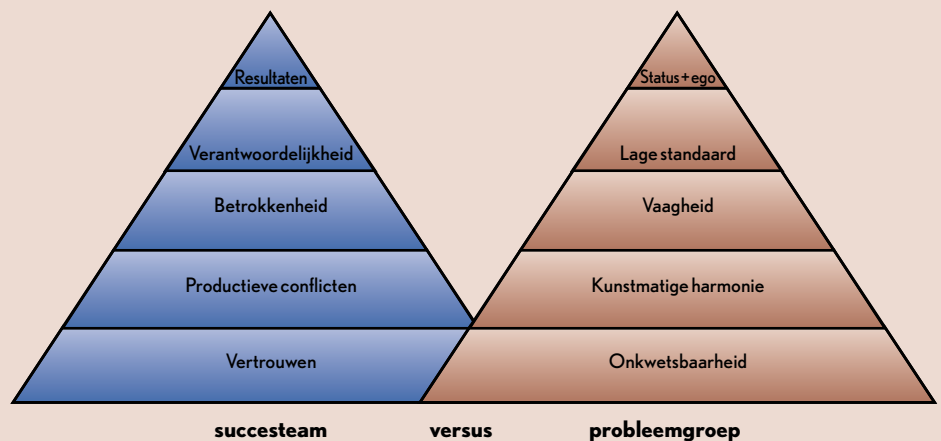 Resultaten
Verantwoordelijkheid
Betrokkenheid
Productieve conflicten
Vertrouwen
Status + ego
Lage standaard
Vaagheid
Kunstmatige harmonie
Onkwetsbaarheid
succesteam versus probleemgroep